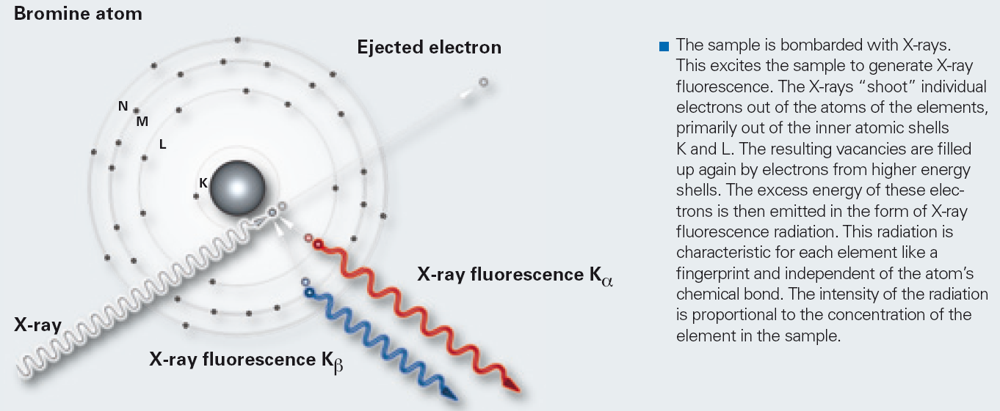 Bromine atom
Ejected electron
N
M
L
K
X-ray fluorescence Kα
X-ray
X-ray fluorescence Kβ
The sample is bombarded with X-rays.
This excites the sample to generate X-ray
fluorescence. The X-rays “shoot” individual
electrons out of the atoms of the elements,
primarily out of the inner atomic shells
K and L. The resulting vacancies are filled
up again by electrons from higher energy
shells. The excess energy of these elec-
trons is then emitted in the form of X-ray
fluorescence radiation. This radiation is
characteristic for each element like a
fingerprint and independent of the atom’s
chemical bond. The intensity of the radiation
is proportional to the concentration of the
element in the sample.